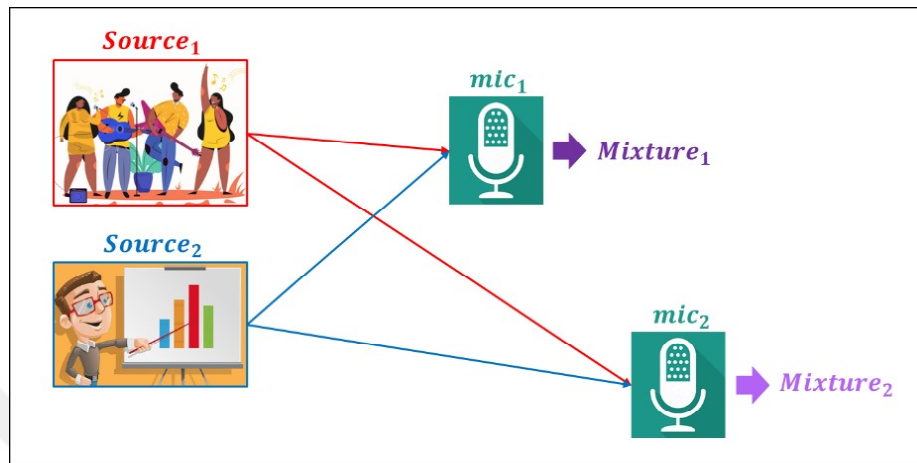 Source₁
mic₁
Mixture₁
Source₂
mic₂
Mixture₂